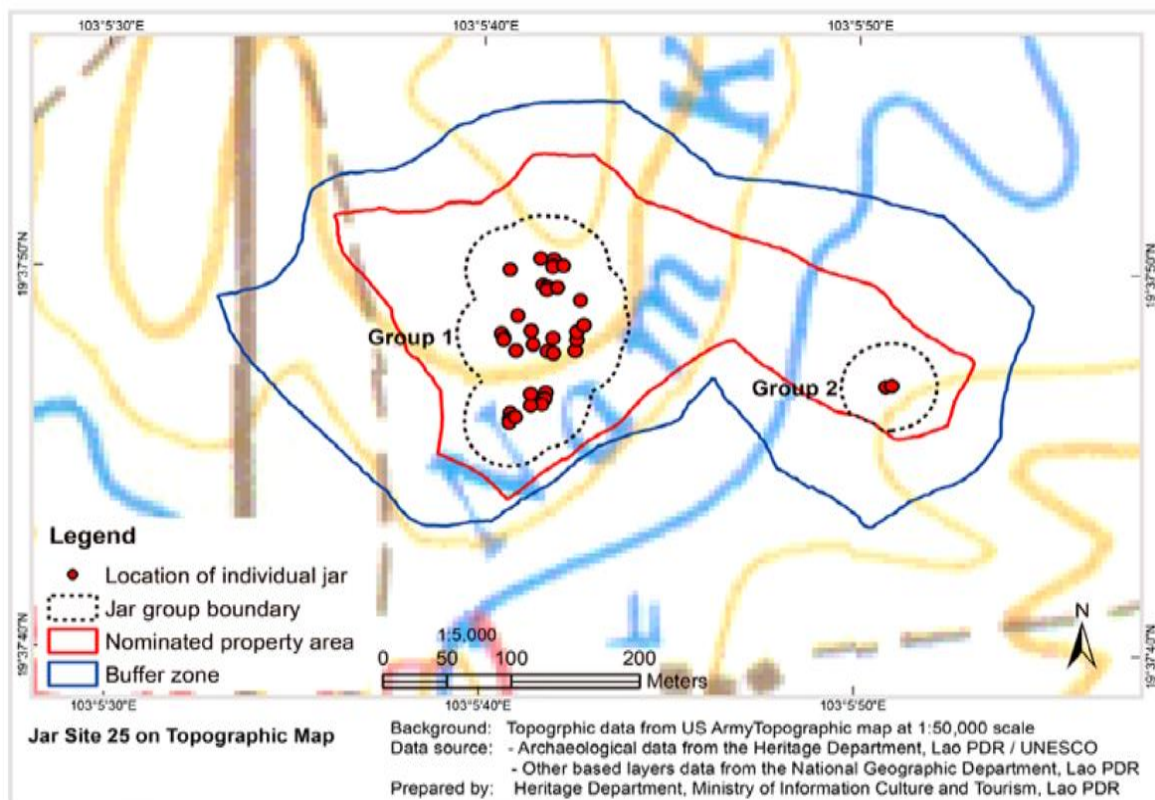 103°5'30"E 103°5'40"E 103°5'50"E
19°37'50"N
19°37'50"N
Group 1
Group 2
Legend
Location of individual jar
Jar group boundary
Nominated property area
Buffer zone
1:5.000
0 50 100 200
Meters
N
19°37'40"N
19°37'40"N
103°5'30"E 103°5'40"E 103°5'50"E
Jar Site 25 on Topographic Map
Background: Topogrphic data from US ArmyTopographic map at 1:50,000 scale
Data source: - Archaeological data from the Heritage Department, Lao PDR / UNESCO
- Other based layers data from the National Geographic Department, Lao PDR
Prepared by: Heritage Department, Ministry of Information Culture and Tourism, Lao PDR